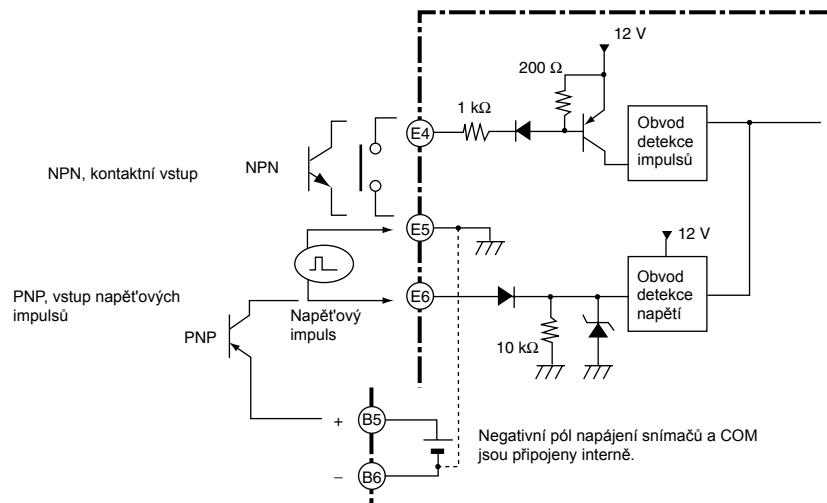 12 V
200 Ω
1 kΩ
E4
Obvod
detekce
impulsů
NPN, kontaktní vstup
NPN
E5
12 V
PNP, vstup napěťových
impulsů
E6
Obvod
detekce
napětí
Napěťový
impuls
PNP
10 kΩ
+
B5
Negativní pól napájení snímačů a COM
jsou připojeny interně.
–
B6